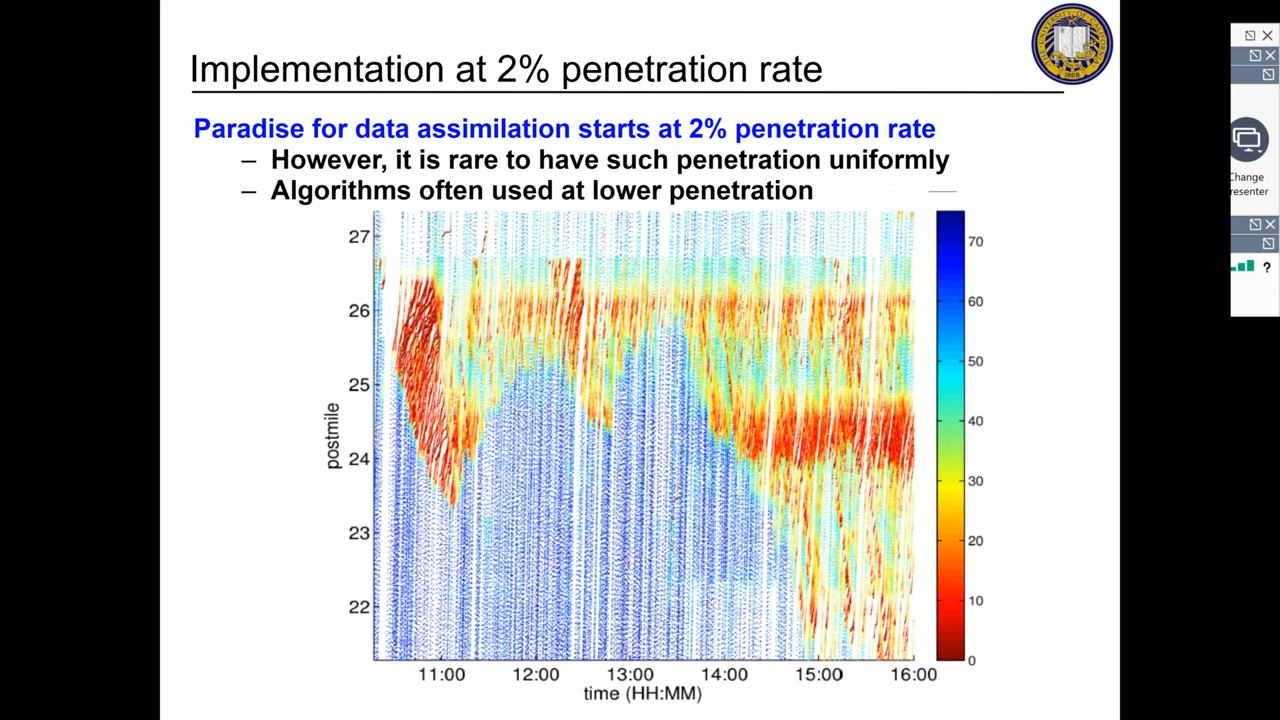 Implementation at 2% penetration rate
Paradise for data assimilation starts at 2% penetration rate
– However, it is rare to have such penetration uniformly
– Algorithms often used at lower penetration
27
26
25
24
23
22
postmile
11:00 12:00 13:00 14:00 15:00 16:00
time (HH:MM)
70
60
50
40
30
20
10
0
Change
resenter
?